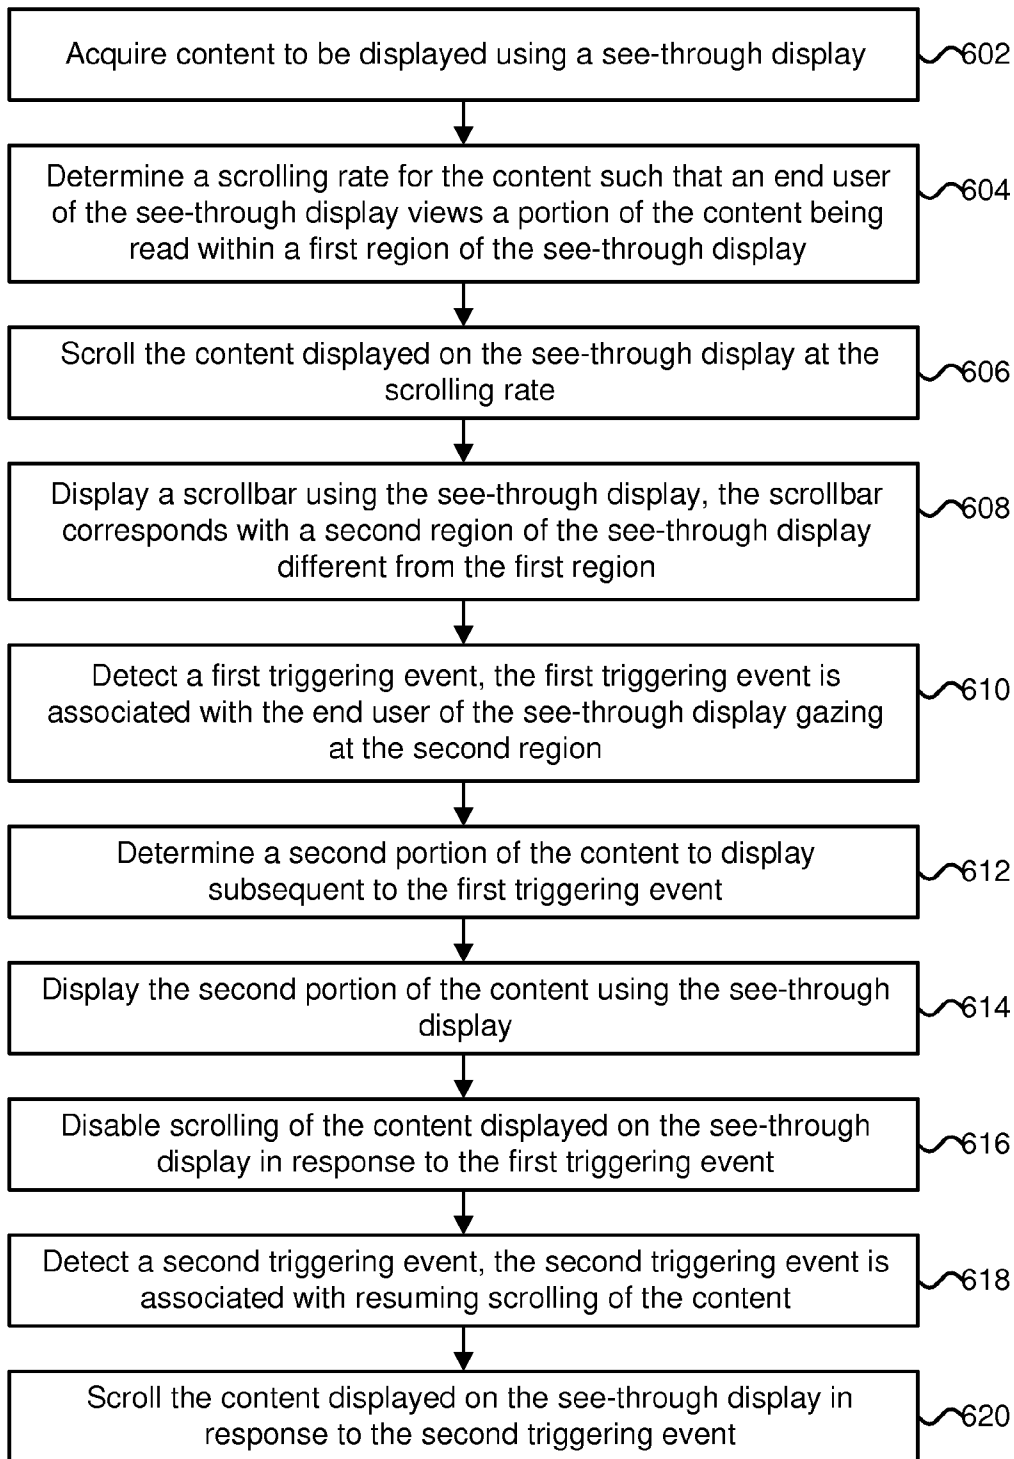 Acquire content to be displayed using a see-through display
602
Determine a scrolling rate for the content such that an end user
of the see-through display views a portion of the content being
read within a first region of the see-through display
604
Scroll the content displayed on the see-through display at the
scrolling rate
606
Display a scrollbar using the see-through display, the scrollbar
corresponds with a second region of the see-through display
different from the first region
608
Detect a first triggering event, the first triggering event is
associated with the end user of the see-through display gazing
at the second region
610
Determine a second portion of the content to display
subsequent to the first triggering event
612
Display the second portion of the content using the see-through
display
614
Disable scrolling of the content displayed on the see-through
display in response to the first triggering event
616
Detect a second triggering event, the second triggering event is
associated with resuming scrolling of the content
618
Scroll the content displayed on the see-through display in
response to the second triggering event
620